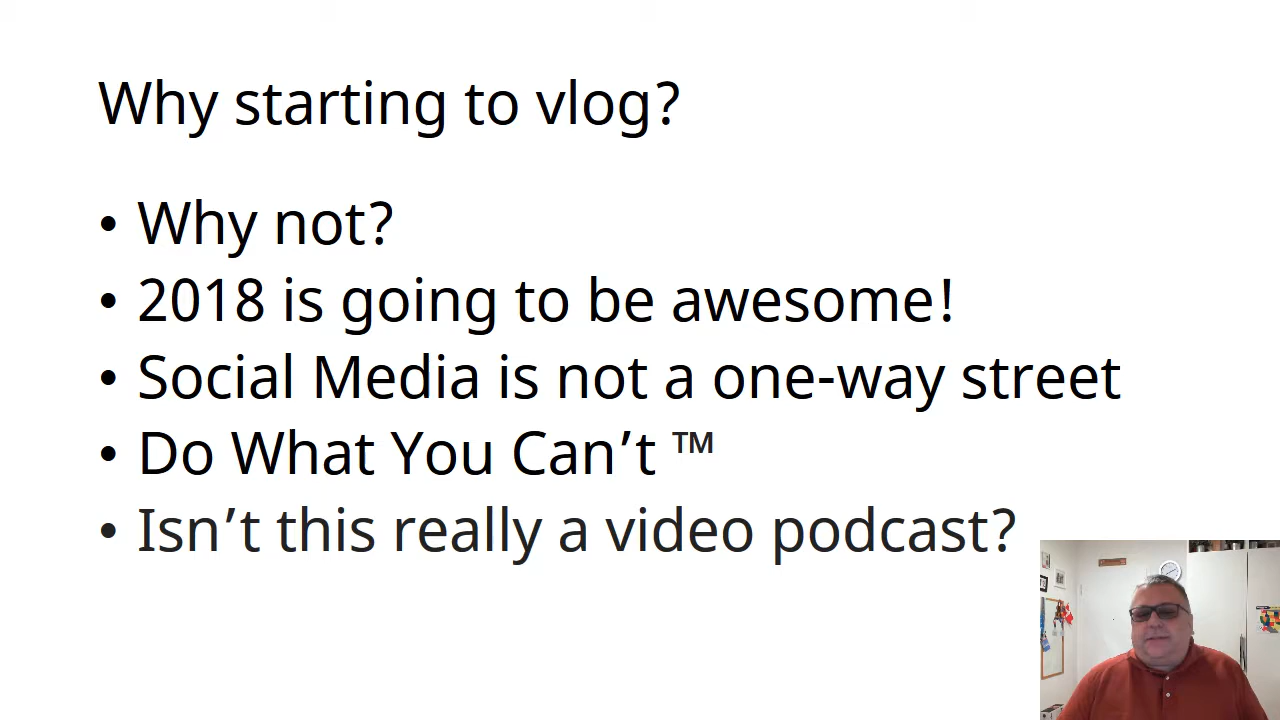 Why starting to vlog?
• Why not?
• 2018 is going to be awesome!
• Social Media is not a one-way street
• Do What You Can’t ™
• Isn’t this really a video podcast?